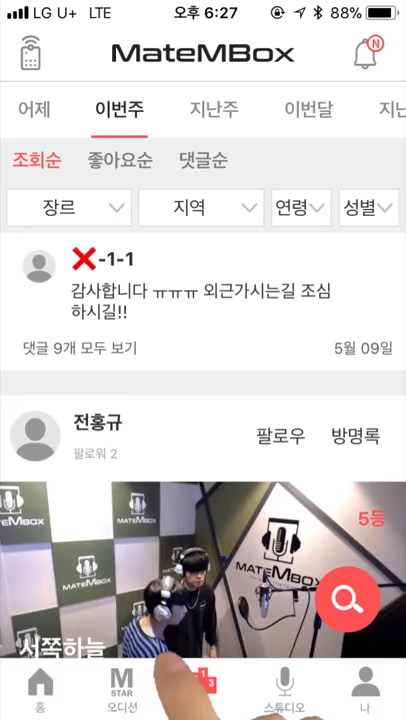 LG U+ LTE 오후 6:27 88%
MateMBox N
어제 이번주 지난주 이번달 지난
조회순 좋아요순 댓글순
장르 지역 연령 성별
❌-1-1
감사합니다 ㅠㅠㅠ 외근가시는길 조심
하시길!!
댓글 9개 모두 보기 5월 09일
전홍규
팔로워 2
팔로우 방명록
MATEMBOX
MATEMBOX
MATEMBOX
MATEMBOX
5등
서쪽하늘
홈
M STAR 오디션
1 3
스튜디오
나